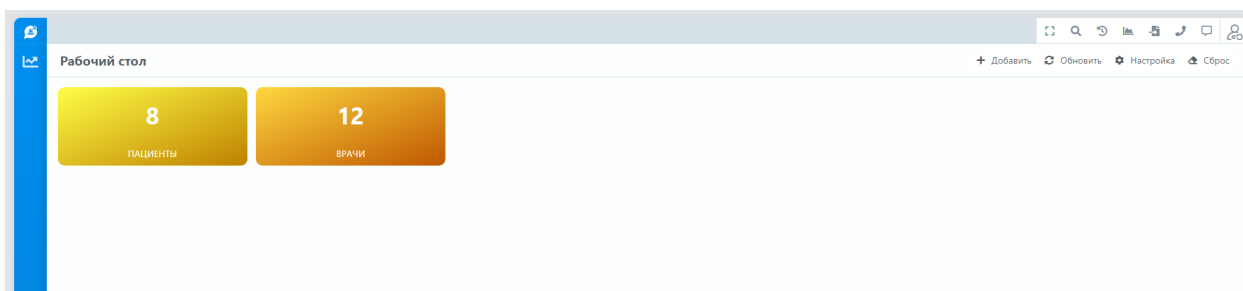 Рабочий стол
Добавить Обновить Настройка Сброс
8 12
ПАЦИЕНТЫ ВРАЧИ